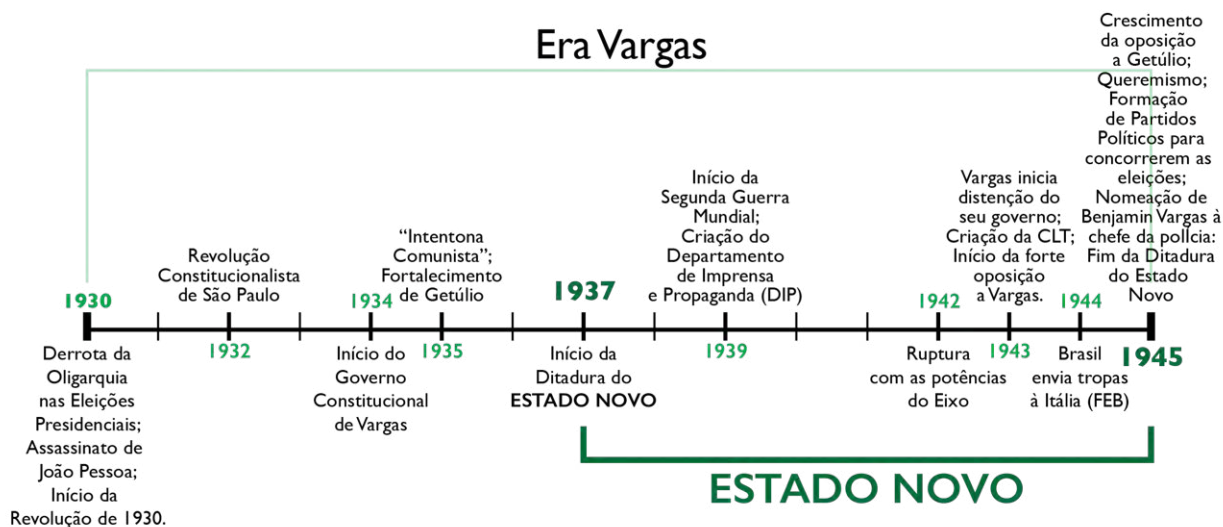 Era Vargas
1930
Derrota da
Oligarquia
nas Eleições
Presidenciais;
Assassinato de
João Pessoa;
Início da
Revolução de 1930.
Revolução
Constitucionalista
de São Paulo
1932
1934
Início do
Governo
Constitucional
de Vargas
“Intentona
Comunista”;
Fortalecimento
de Getúlio
1935
1937
Início da
Ditadura do
ESTADO NOVO
Início da
Segunda Guerra
Mundial;
Criação do
Departamento
de Imprensa
e Propaganda (DIP)
1939
1942
Ruptura
com as potências
do Eixo
Vargas inicia
distenção do
seu governo;
Criação da CLT;
Início da forte
oposição
a Vargas.
1943
1944
Brasil
envia tropas
à Itália (FEB)
Crescimento
da oposição
a Getúlio;
Queremismo;
Formação
de Partidos
Políticos para
concorrerem as
eleições;
Nomeação de
Benjamin Vargas à
chefe da polícia:
Fim da Ditadura
do Estado
Novo
1945
ESTADO NOVO